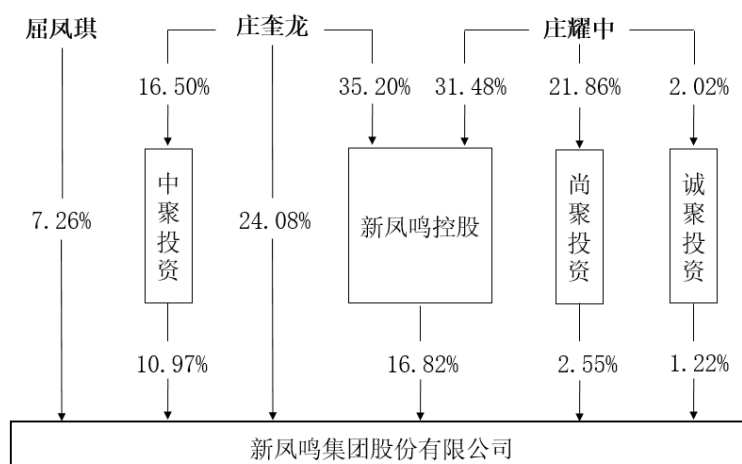 屈凤琪 庄奎龙 庄耀中
16.50% 35.20% 31.48% 21.86% 2.02%
中聚投资
新凤鸣控股
尚聚投资
诚聚投资
7.26% 24.08%
10.97% 16.82% 2.55% 1.22%
新凤鸣集团股份有限公司